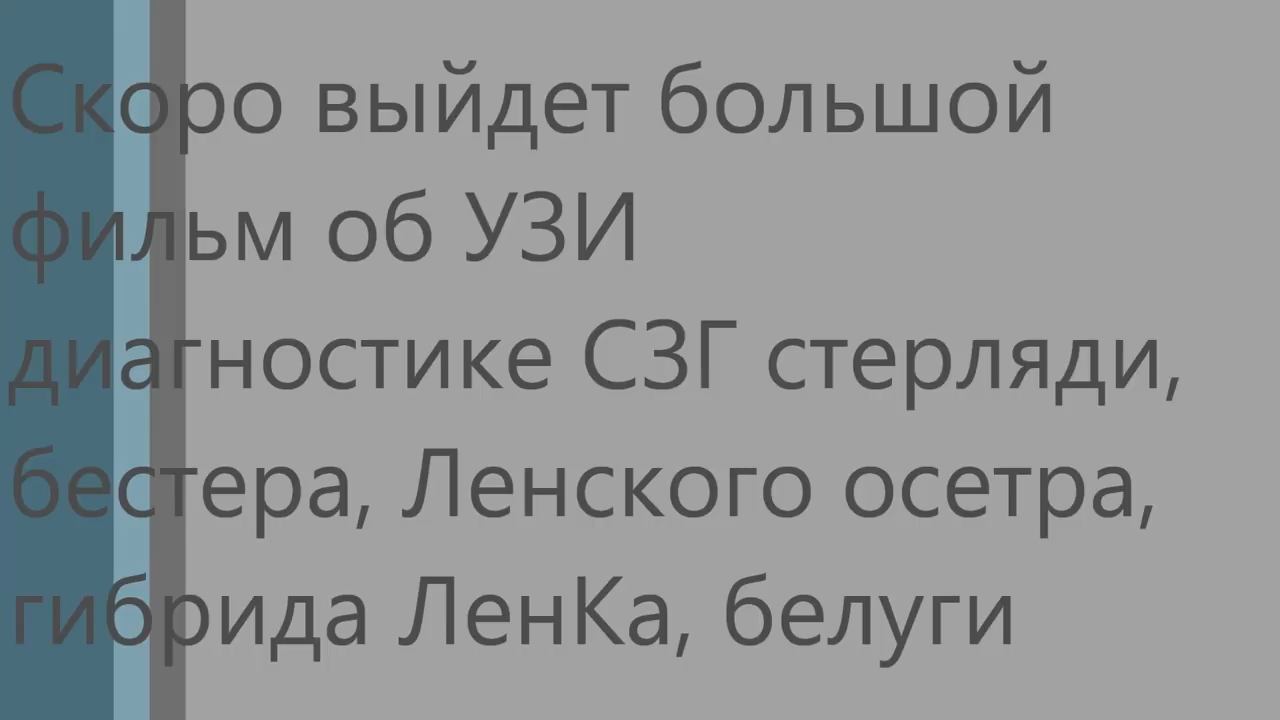 Скоро выйдет большой
фильм об УЗИ
диагностике СЗГ стерляди,
бестера, Ленского осетра,
гибрида ЛенКа, белуги